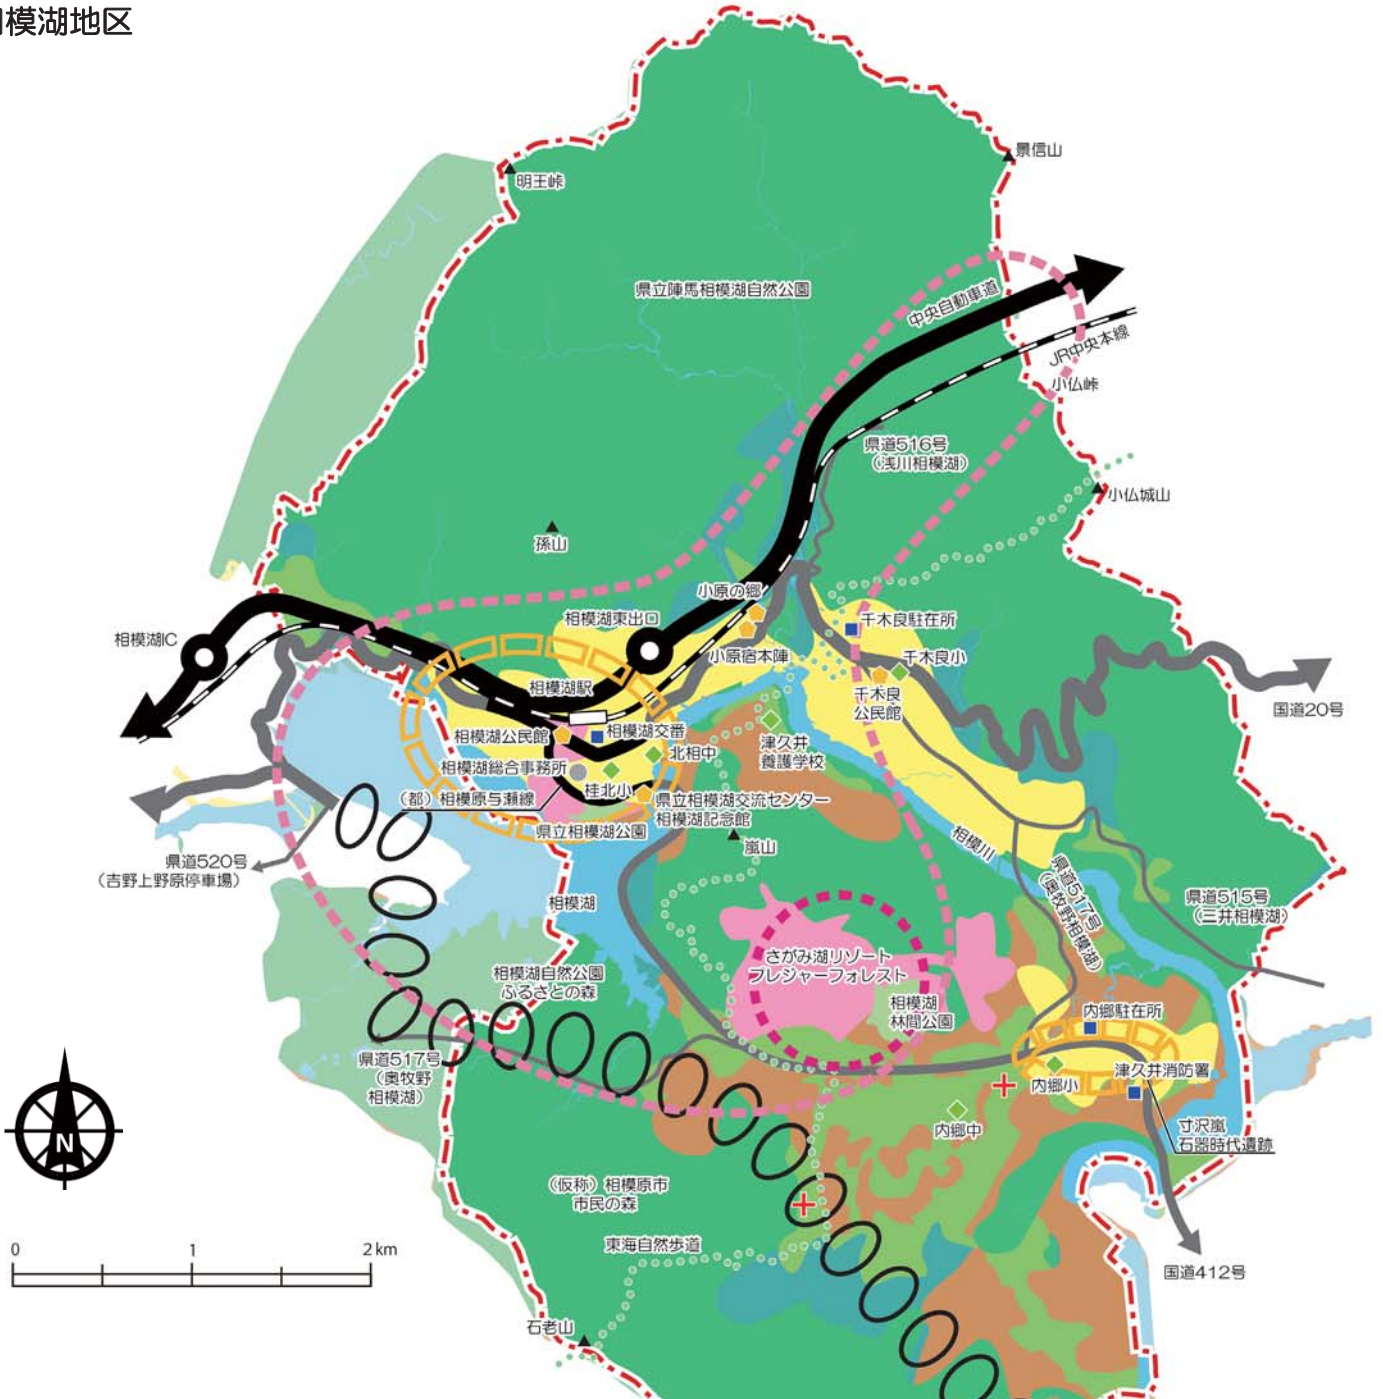 模湖地区
景信山
明王峠
県立陣馬相模湖自然公園
中央自動車道
JR中央本線
小仏峠
県道516号
（浅川相模湖）
小仏城山
孫山
小原の郷
相模湖東出口
千木良駐在所
相模湖IC
小原宿本陣
千木良小
相模湖駅
千木良
公民館
国道20号
相模湖公民館
相模湖交番
北相中
津久井
養護学校
相模湖総合事務所
桂北小
（都）相模原与瀬線
県立相模湖交流センター
相模湖記念館
県立相模湖公園
嵐山
相模川
県道520号
（吉野上野原停車場）
県道517号
（奥牧野相模湖）
県道515号
（三井相模湖）
相模湖
さがみ湖リゾート
プレジャーフォレスト
相模湖自然公園
ふるさとの森
相模湖
林間公園
内郷駐在所
県道517号
（奥牧野
相模湖）
内郷小
津久井消防署
内郷中
寸沢嵐
石器時代遺跡
N
（仮称）相模原市
市民の森
東海自然歩道
0 1 2km
国道412号
石老山